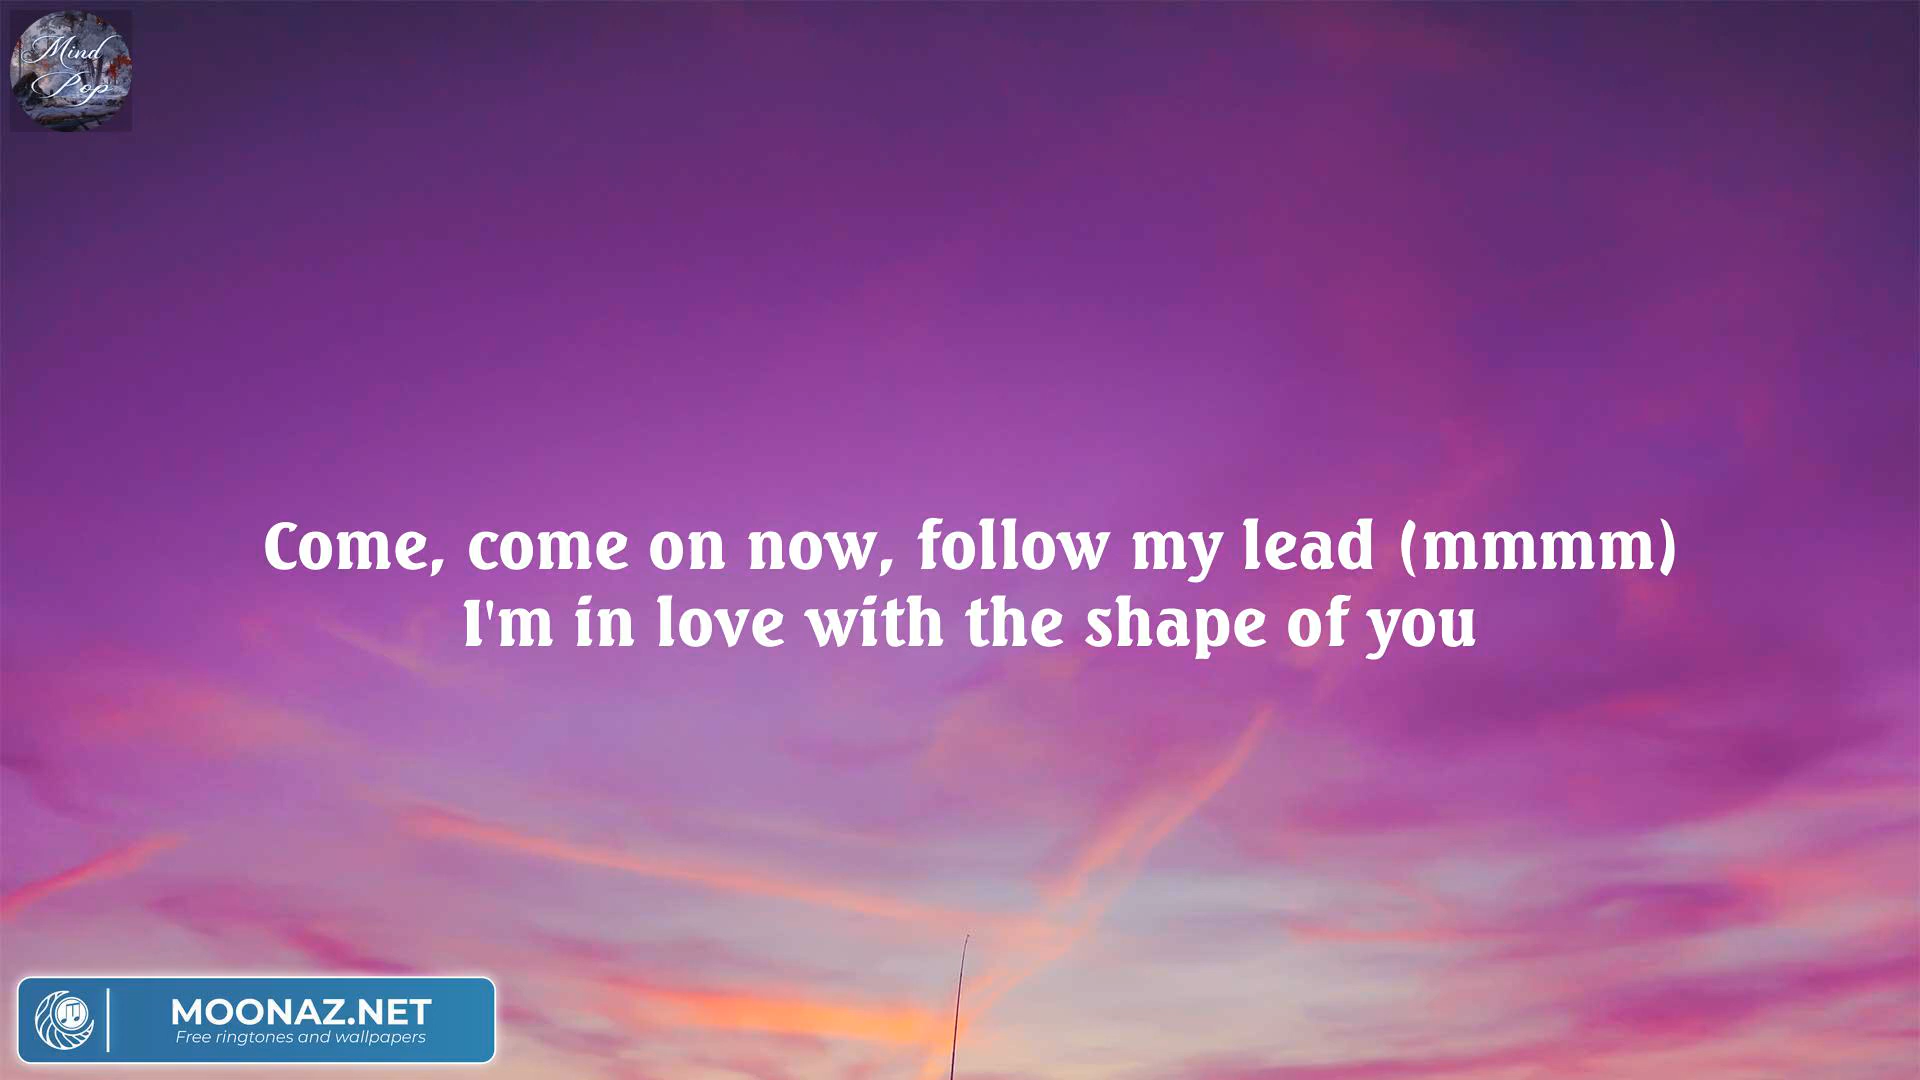 Mind
Pop
Come, come on now, follow my lead (mmmm)
I'm in love with the shape of you
MOONAZ.NET
Free ringtones and wallpapers